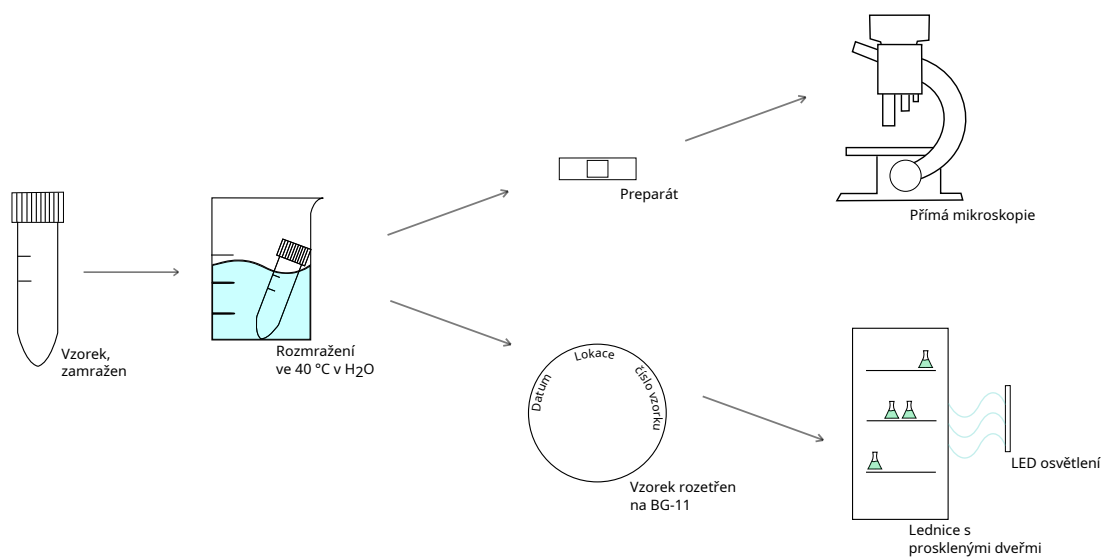 Vzorek,
zamražen
Rozmražení
ve 40 °C v H2O
Preparát
Přímá mikroskopie
Datum
Lokace
číslo vzorku
Vzorek rozetřen
na BG-11
LED osvětlení
Lednice s
prosklenými dveřmi